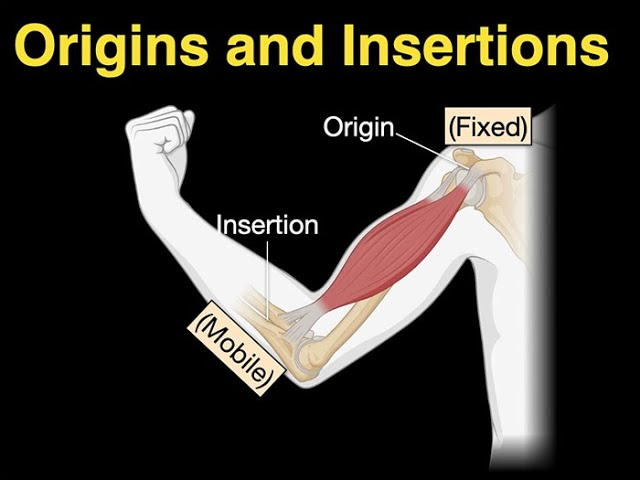 Origins and Insertions
Origin
(Fixed)
Insertion
(Mobile)